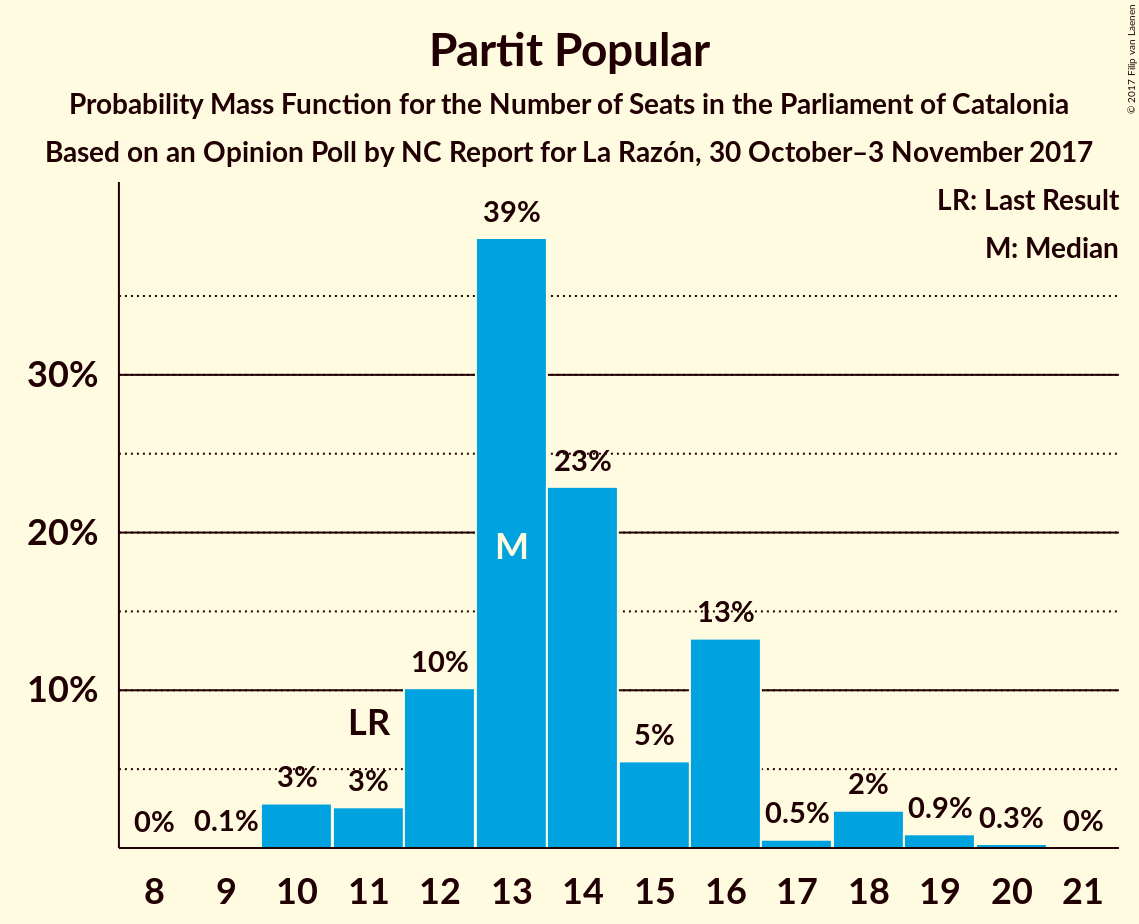 Partit Popular
Probability Mass Function for the Number of Seats in the Parliament of Catalonia
Based on an Opinion Poll by NC Report for La Razón, 30 October–3 November 2017
© 2017 Filip van Laenen
LR: Last Result
M: Median
39%
30%
23%
20%
M
13%
10%
10%
LR
5%
3%
3%
2%
0%
0.1%
0.5%
0.9%
0.3%
0%
8 9 10 11 12 13 14 15 16 17 18 19 20 21